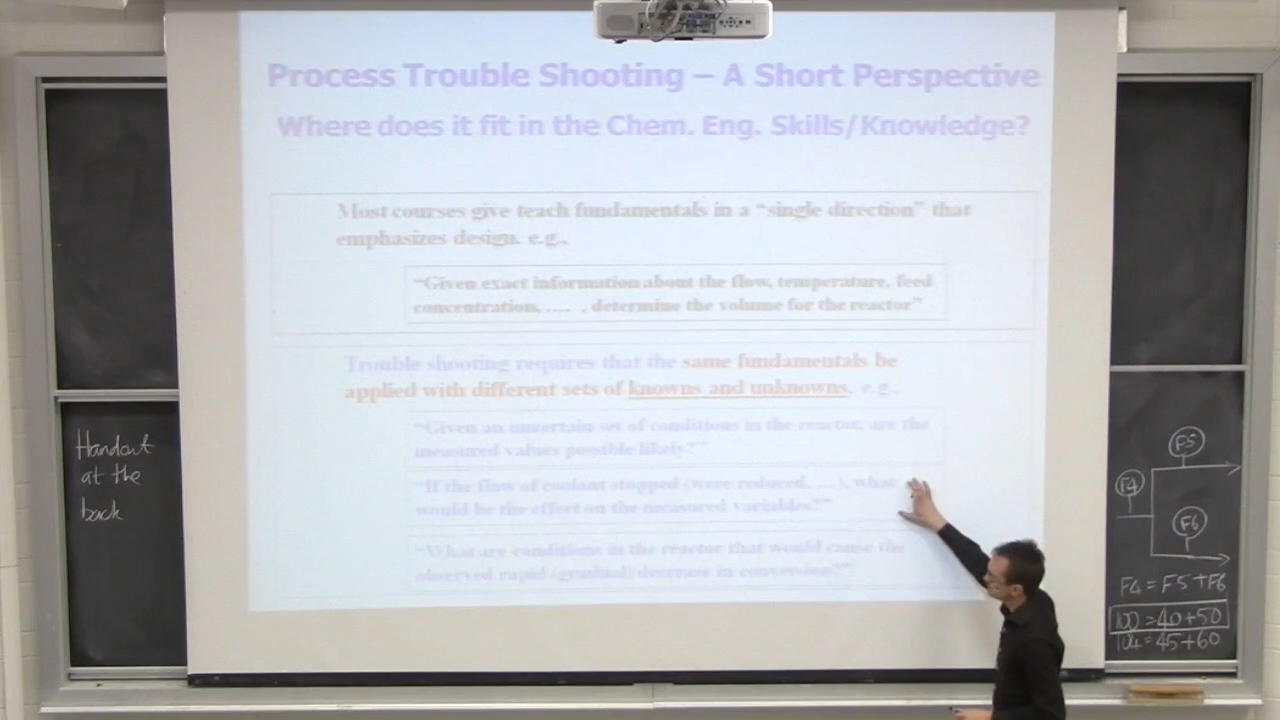 Process Trouble Shooting – A Short Perspective
Where does it fit in the Chem. Eng. Skills/Knowledge?
Most courses give teach fundamentals in a “single direction” that
emphasizes design. e.g.,
“Given exact information about the flow, temperature, feed
concentration, .... , determine the volume for the reactor”
Trouble shooting requires that the same fundamentals be
applied with different sets of knowns and unknowns, e.g.,
“Given an uncertain set of conditions in the reactor, are the
measured values possible/likely?”
“If the flow of coolant stopped (were reduced, ...), what
would be the effect on the measured variables?”
“What are conditions in the reactor that would cause the
observed rapid (gradual) decrease in conversion?”
Handout
at the
back
F5
F4
F6
F4 = F5 + F6
100 = 40 + 50
104 = 45 + 60